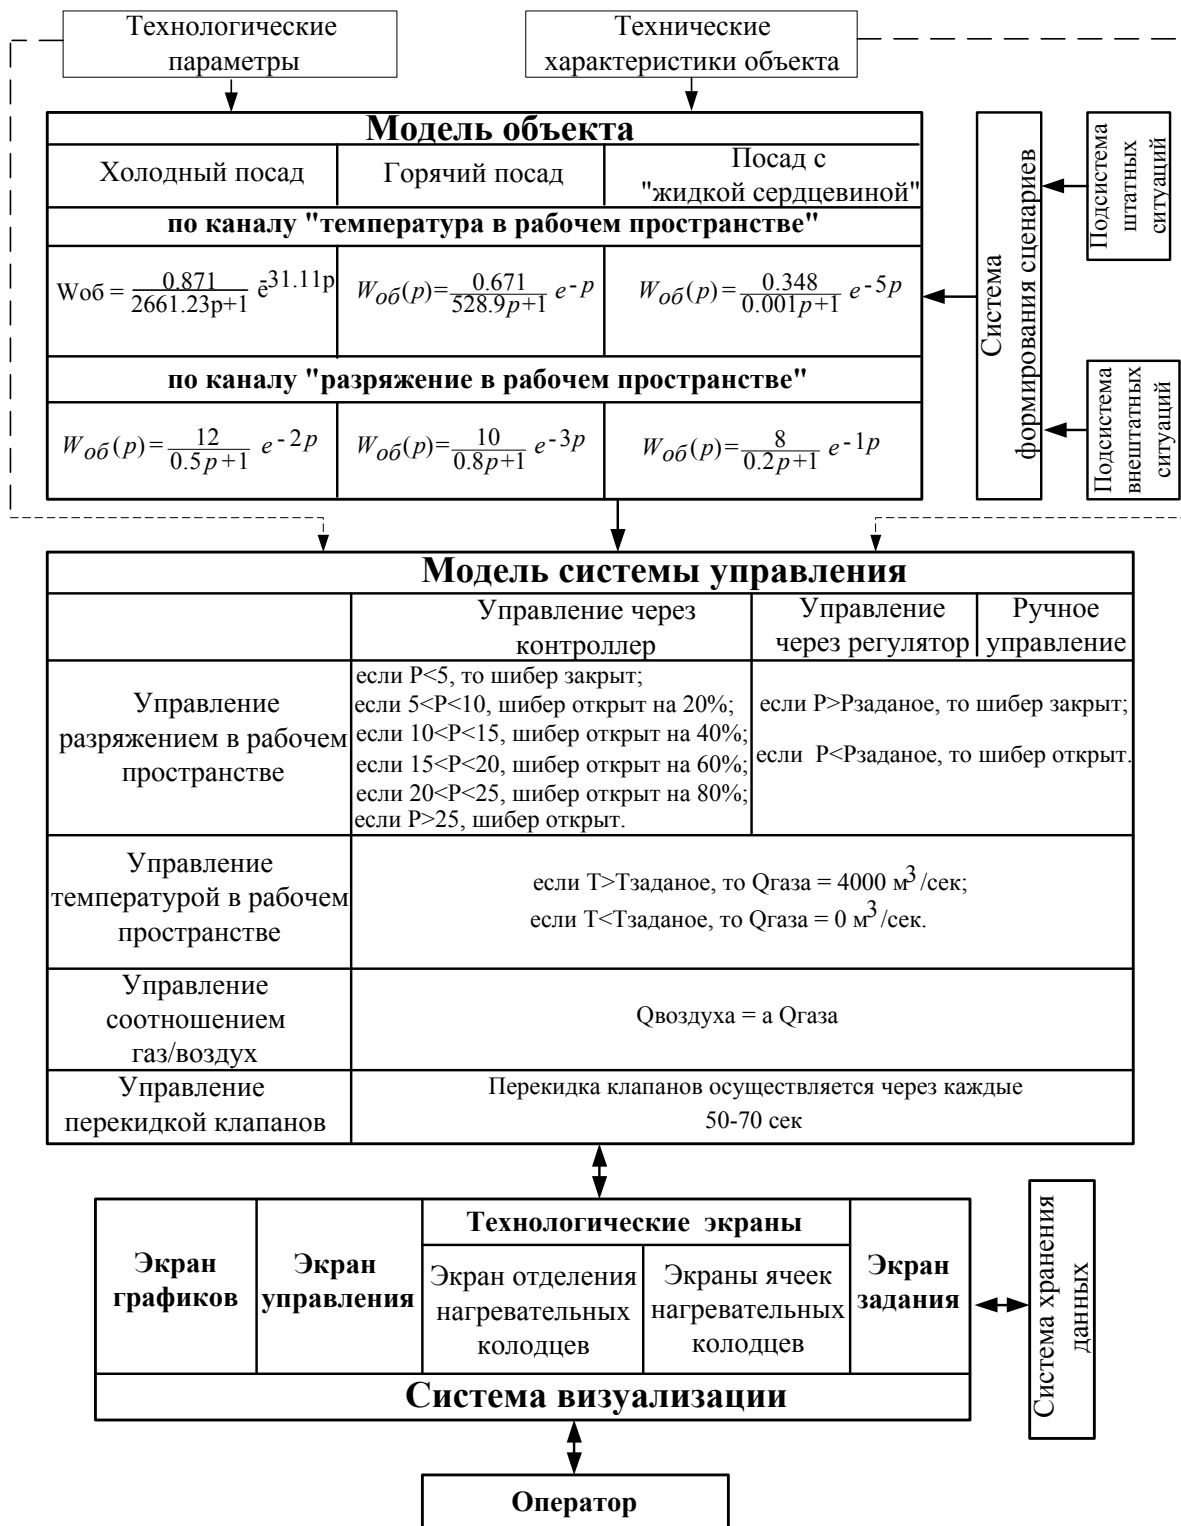 Технологические
параметры
Технические
характеристики объекта
Модель объекта
Холодный посад
Горячий посад
Посад с
"жидкой сердцевиной"
по каналу "температура в рабочем пространстве"
Wоб = 0.871/2661.23p+1 ē31.11p
Wоб(p)= 0.671/528.9p+1 e-p
Wоб(p)= 0.348/0.001p+1 e-5p
по каналу "разряжение в рабочем пространстве"
Wоб(p)= 12/0.5p+1 e-2p
Wоб(p)= 10/0.8p+1 e-3p
Wоб(p)= 8/0.2p+1 e-1p
Система
формирования сценариев
Подсистема
штатных
ситуаций
Подсистема
внештатных
ситуаций
Модель системы управления
Управление через
контроллер
Управление
через регулятор
Ручное
управление
Управление
разряжением в рабочем
пространстве
если P<5, то шибер закрыт;
если 5<P<10, шибер открыт на 20%;
если 10<P<15, шибер открыт на 40%;
если 15<P<20, шибер открыт на 60%;
если 20<P<25, шибер открыт на 80%;
если P>25, шибер открыт.
если P>Pзаданое, то шибер закрыт;
если P<Pзаданое, то шибер открыт.
Управление
температурой в рабочем
пространстве
если T>Tзаданое, то Qгаза = 4000 м3/сек;
если T<Tзаданое, то Qгаза = 0 м3/сек.
Управление
соотношением
газ/воздух
Qвоздуха = a Qгаза
Управление
перекидкой клапанов
Перекидка клапанов осуществляется через каждые
50-70 сек
Экран
графиков
Экран
управления
Технологические экраны
Экран отделения
нагревательных
колодцев
Экраны ячеек
нагревательных
колодцев
Экран
задания
Система визуализации
Система хранения
данных
Оператор